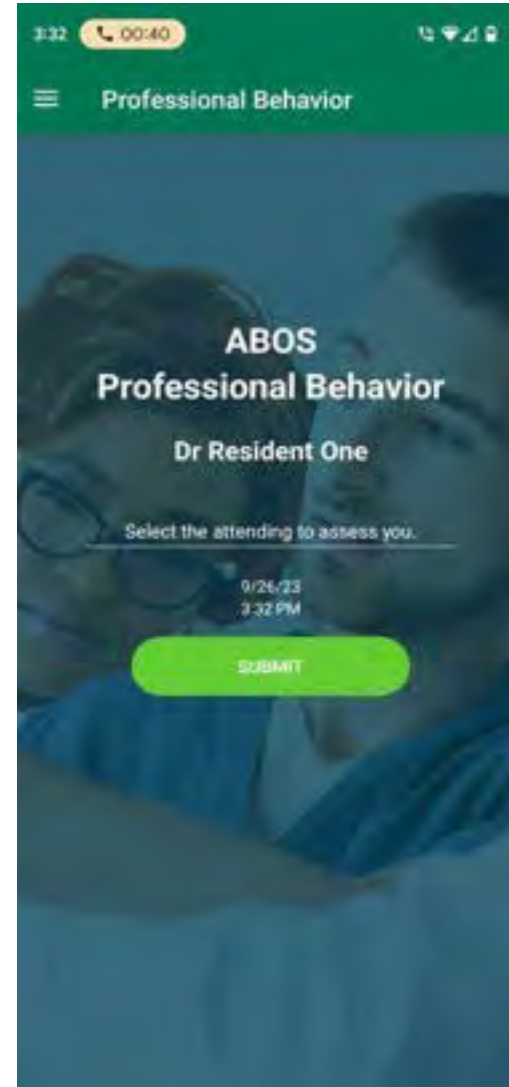 3:32 00:40
Professional Behavior
ABOS
Professional Behavior
Dr Resident One
Select the attending to assess you.
9/26/23
3:32 PM
SUBMIT